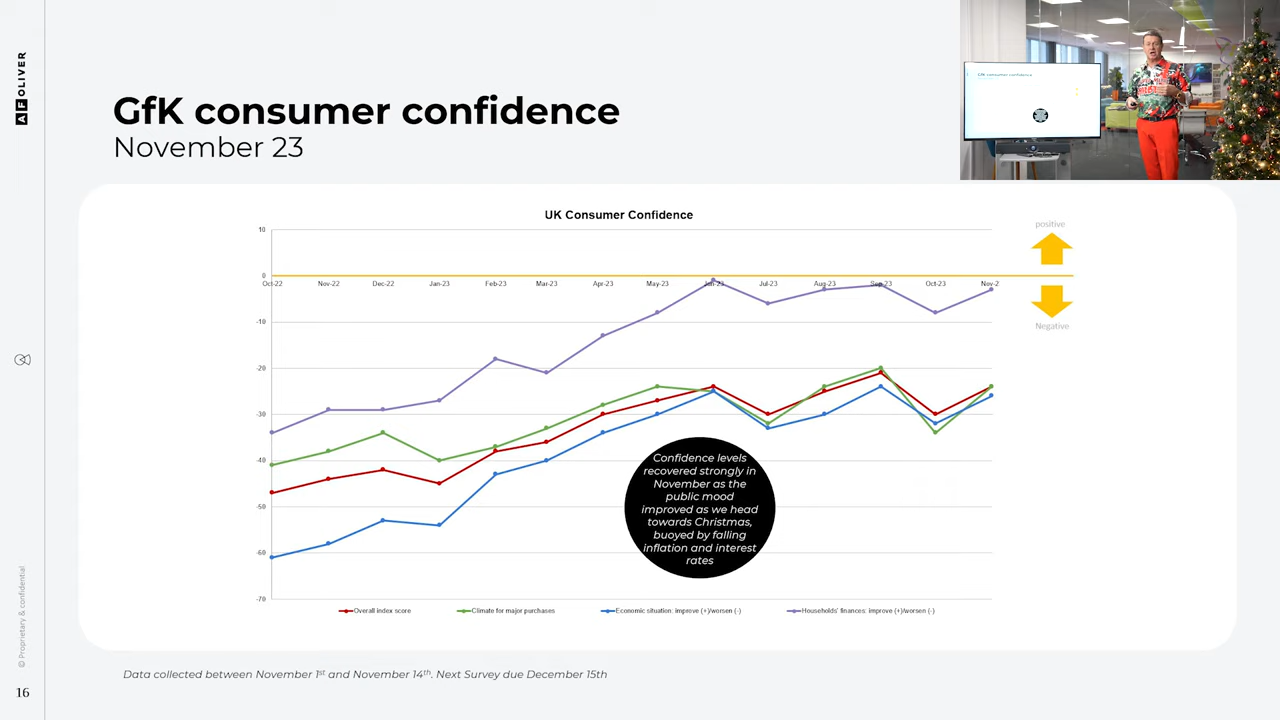 AF OLIVER
GfK consumer confidence
November 23
GfK consumer confidence
UK Consumer Confidence
positive
Negative
10
0
-10
-20
-30
-40
-50
-60
-70
Oct-22 Nov-22 Dec-22 Jan-23 Feb-23 Mar-23 Apr-23 May-23 Jun-23 Jul-23 Aug-23 Sep-23 Oct-23 Nov-2
Confidence levels
recovered strongly in
November as the
public mood
improved as we head
towards Christmas,
buoyed by falling
inflation and interest
rates
Overall index score Climate for major purchases Economic situation: improve (+)/worsen (-) Households' finances: improve (+)/worsen (-)
Data collected between November 1st and November 14th. Next Survey due December 15th
© Proprietary & confidential
16